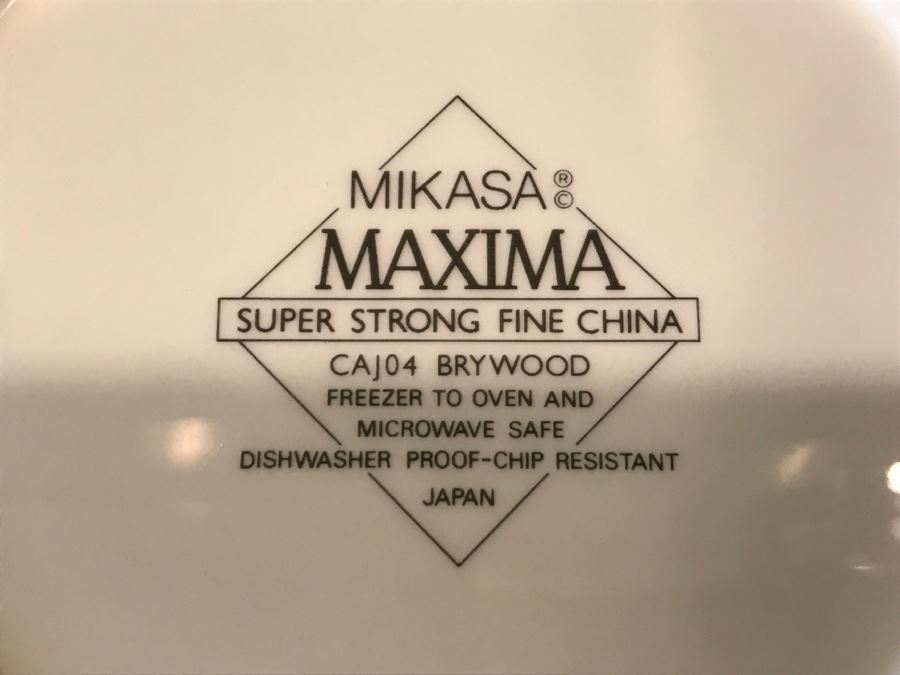 MIKASA ®©
MAXIMA
SUPER STRONG FINE CHINA
CAJ04 BRYWOOD
FREEZER TO OVEN AND
MICROWAVE SAFE
DISHWASHER PROOF-CHIP RESISTANT
JAPAN